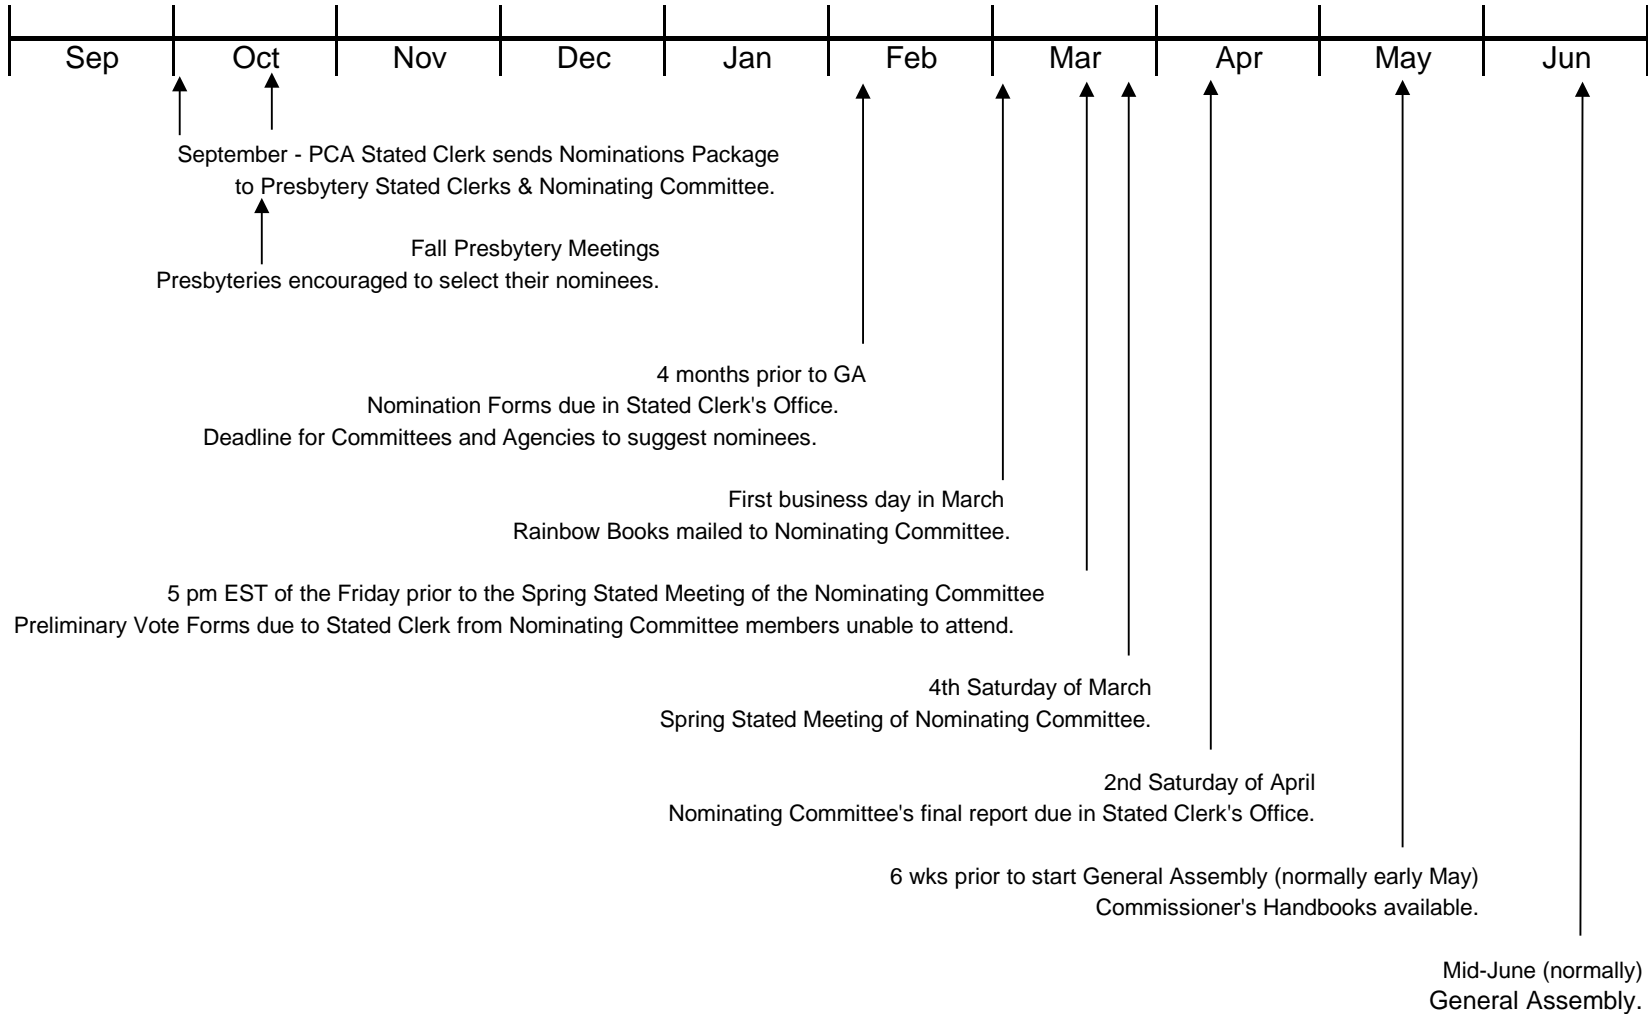 Sep Oct Nov Dec Jan Feb Mar Apr May Jun
September - PCA Stated Clerk sends Nominations Package
to Presbytery Stated Clerks & Nominating Committee.
Fall Presbytery Meetings
Presbyteries encouraged to select their nominees.
4 months prior to GA
Nomination Forms due in Stated Clerk's Office.
Deadline for Committees and Agencies to suggest nominees.
First business day in March
Rainbow Books mailed to Nominating Committee.
5 pm EST of the Friday prior to the Spring Stated Meeting of the Nominating Committee
Preliminary Vote Forms due to Stated Clerk from Nominating Committee members unable to attend.
4th Saturday of March
Spring Stated Meeting of Nominating Committee.
2nd Saturday of April
Nominating Committee's final report due in Stated Clerk's Office.
6 wks prior to start General Assembly (normally early May)
Commissioner's Handbooks available.
Mid-June (normally)
General Assembly.